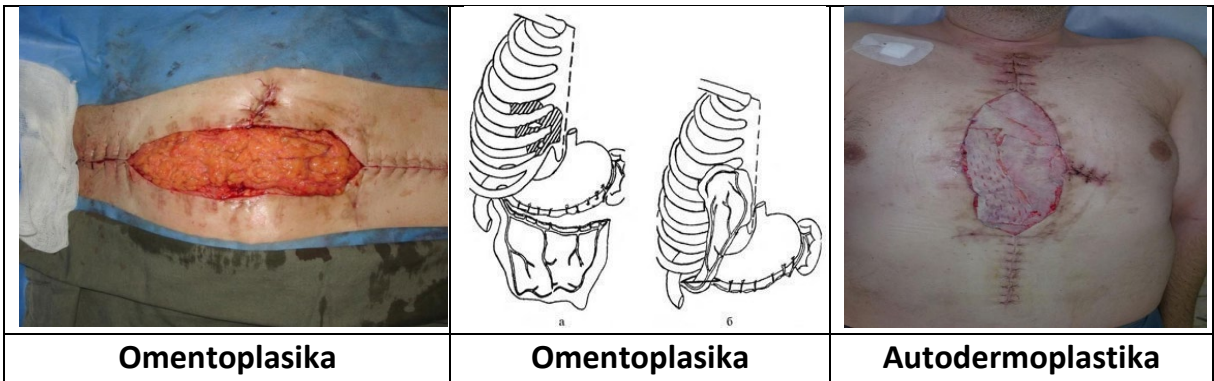 а
б
Omentoplasika
Omentoplasika
Autodermoplastika